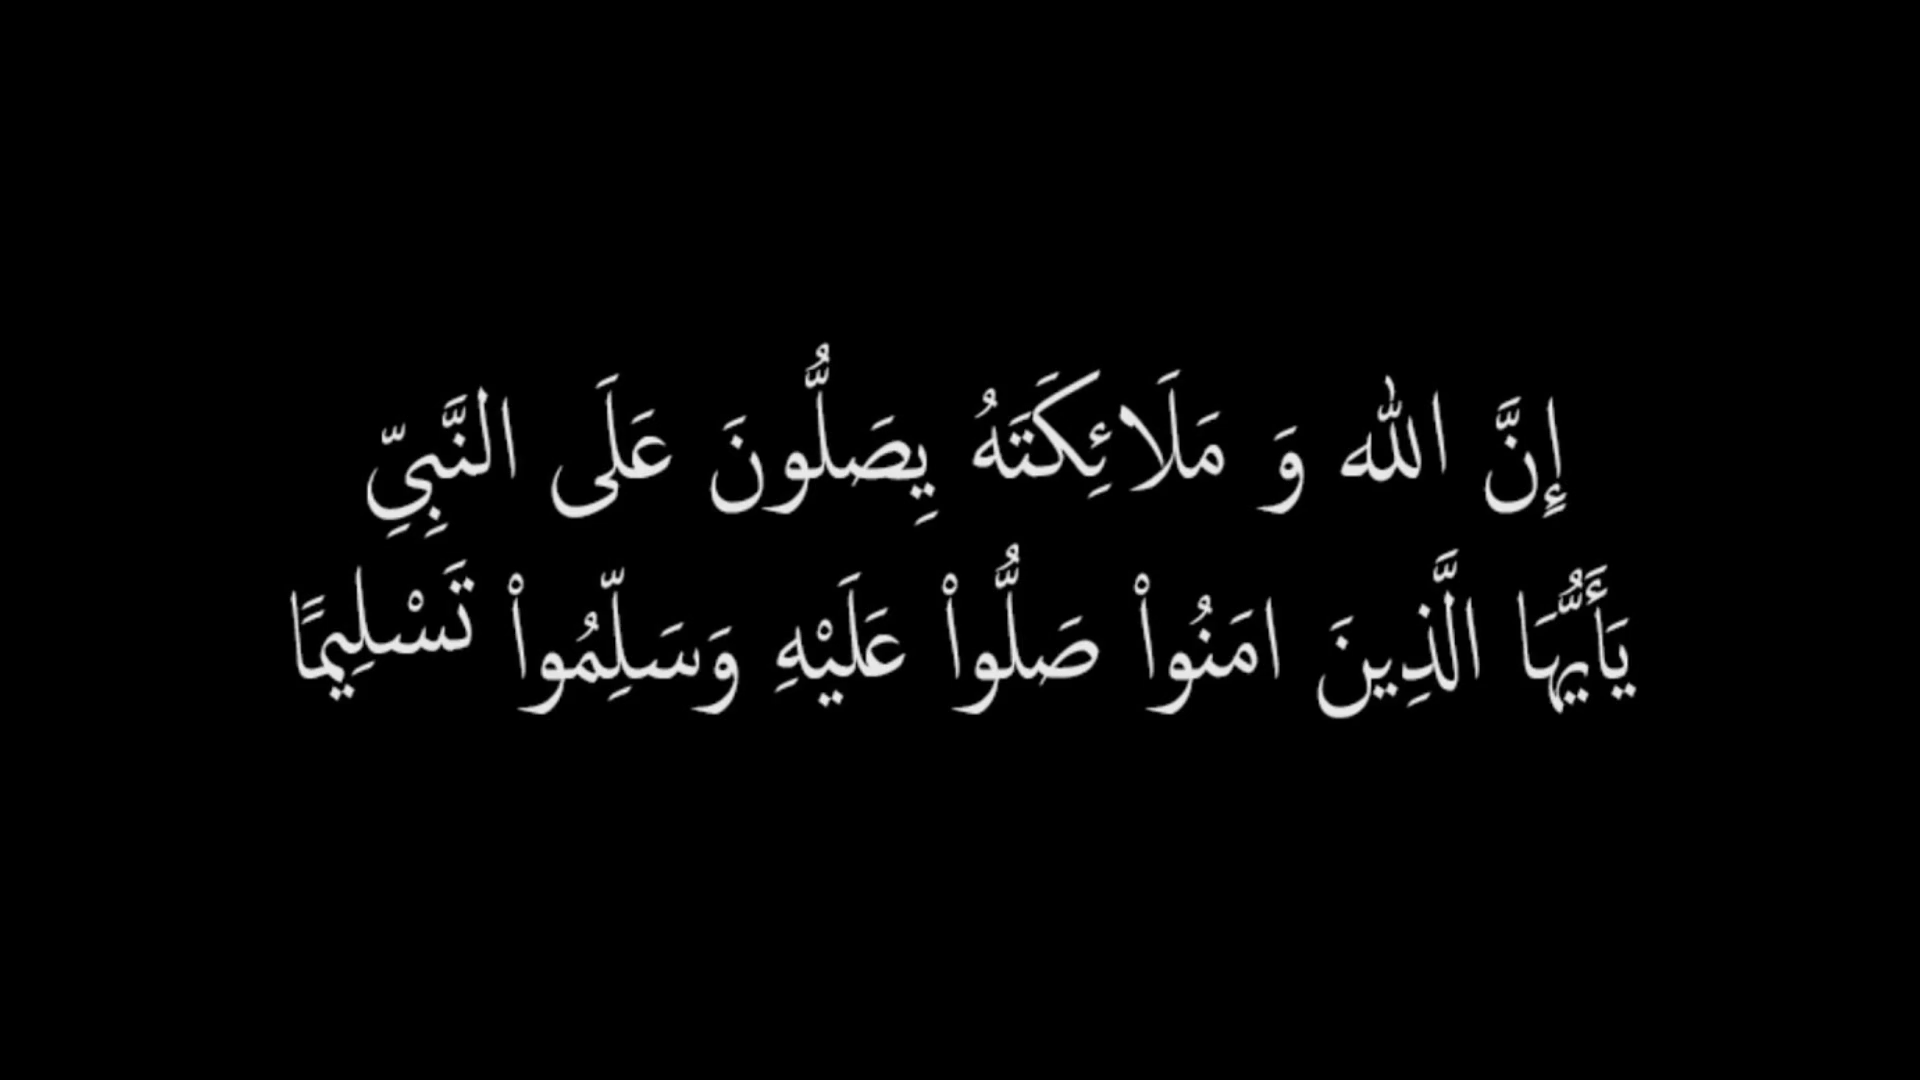 إِنَّ الله وَ مَلَائِكَتَهُ يِصَلُّونَ عَلَى النَّبِيِّ
يَأَيُّهَا الَّذِينَ امَنُواْ صَلُّواْ عَلَيْهِ وَسَلِّمُواْ تَسْلِيمًا